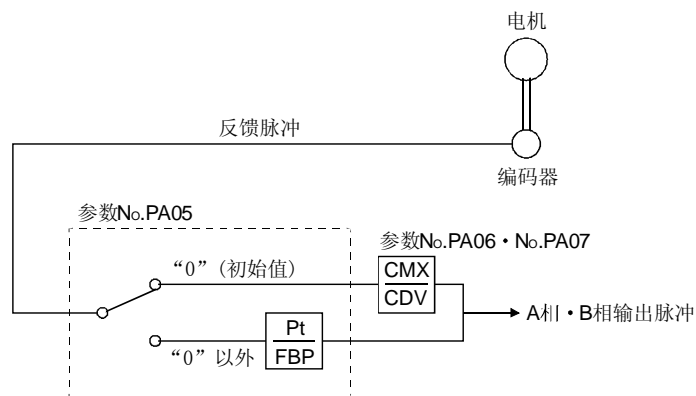 电机
反馈脉冲
编码器
参数No.PA05
参数No.PA06・No.PA07
“0”(初始值)
CMX
CDV
A相・B相输出脉冲
Pt
FBP
“0”以外